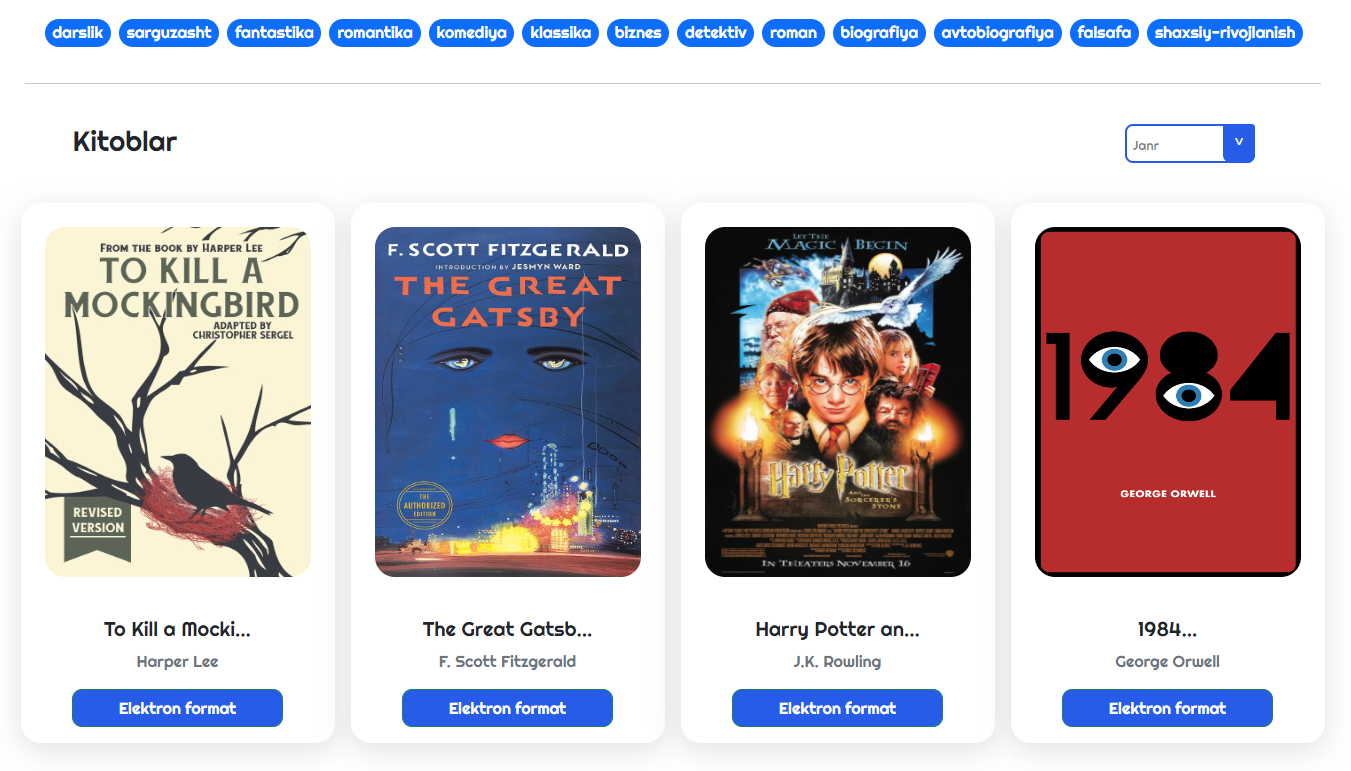 darslik sarguzasht fantastika romantika komediya klassika biznes detektiv roman biografiya avtobiografiya falsafa shaxsiy-rivojlanish
Kitoblar
Janr
v
FROM THE BOOK BY HARPER LEE
TO KILL A
MOCKINGBIRD
ADAPTED BY
CHRISTOPHER SERGEL
REVISED
VERSION
F. SCOTT FITZGERALD
INTRODUCTION BY JESMYN WARD
THE GREAT
GATSBY
THE
AUTHORIZED
EDITION
LET THE
MAGIC BEGIN
Harry Potter
AND THE
SORCERER'S
STONE
IN THEATERS NOVEMBER 16
1984
GEORGE ORWELL
To Kill a Mocki...
Harper Lee
Elektron format
The Great Gatsb...
F. Scott Fitzgerald
Elektron format
Harry Potter an...
J.K. Rowling
Elektron format
1984...
George Orwell
Elektron format